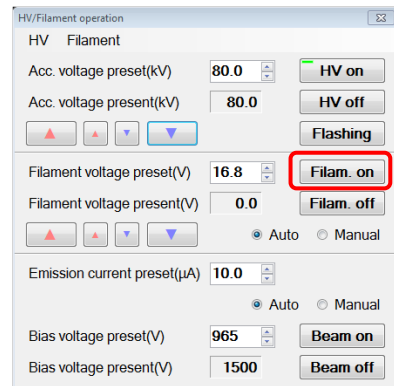 HV/Filament operation
HV Filament
Acc. voltage preset(kV) 80.0 HV on
Acc. voltage present(kV) 80.0 HV off
Flashing
Filament voltage preset(V) 16.8 Filam. on
Filament voltage present(V) 0.0 Filam. off
Auto Manual
Emission current preset(µA) 10.0
Auto Manual
Bias voltage preset(V) 965 Beam on
Bias voltage present(V) 1500 Beam off